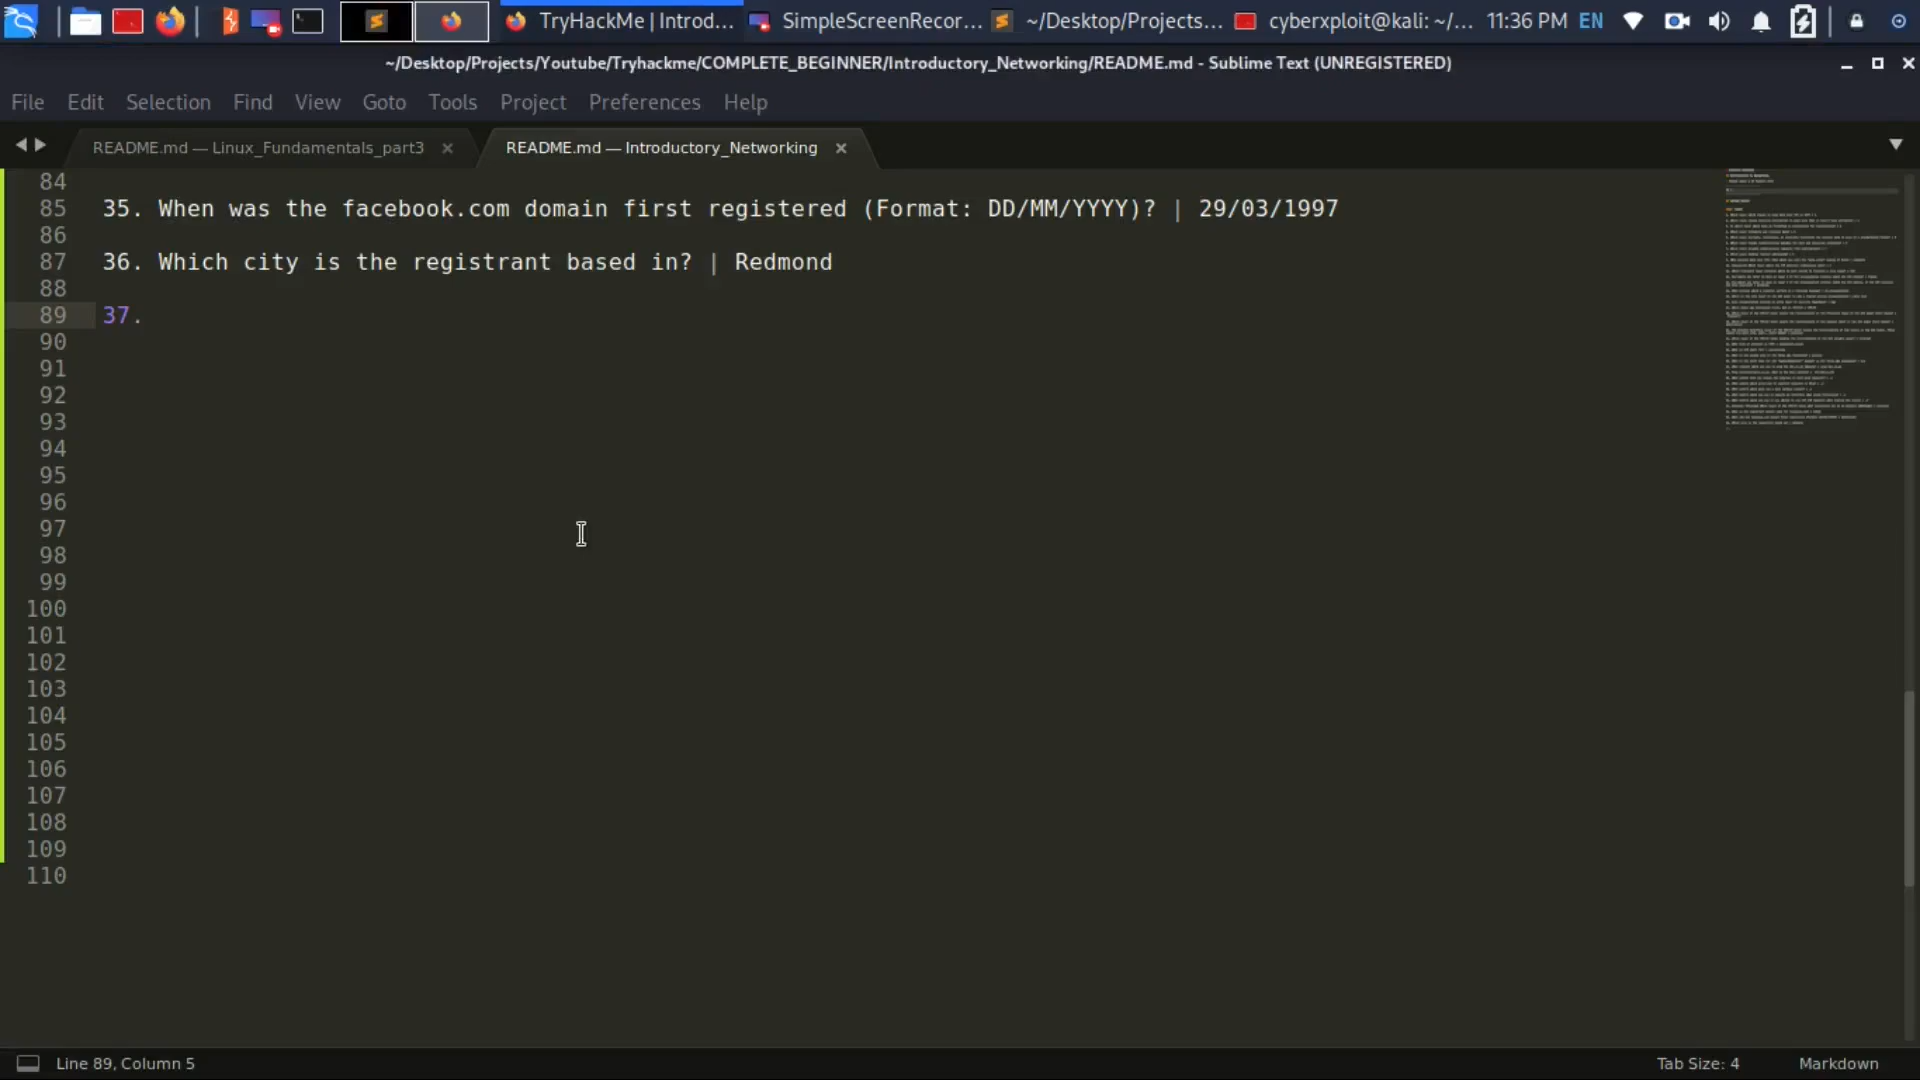 TryHackMe | Introd...
SimpleScreenRecor...
~/Desktop/Projects...
cyberxploit@kali: ~/...
11:36 PM
EN
~/Desktop/Projects/Youtube/Tryhackme/COMPLETE_BEGINNER/Introductory_Networking/README.md - Sublime Text (UNREGISTERED)
File Edit Selection Find View Goto Tools Project Preferences Help
README.md — Linux_Fundamentals_part3
README.md — Introductory_Networking
84
85 35. When was the facebook.com domain first registered (Format: DD/MM/YYYY)? | 29/03/1997
86
87 36. Which city is the registrant based in? | Redmond
88
89 37.
90
91
92
93
94
95
96
97
98
99
100
101
102
103
104
105
106
107
108
109
110
Line 89, Column 5
Tab Size: 4
Markdown